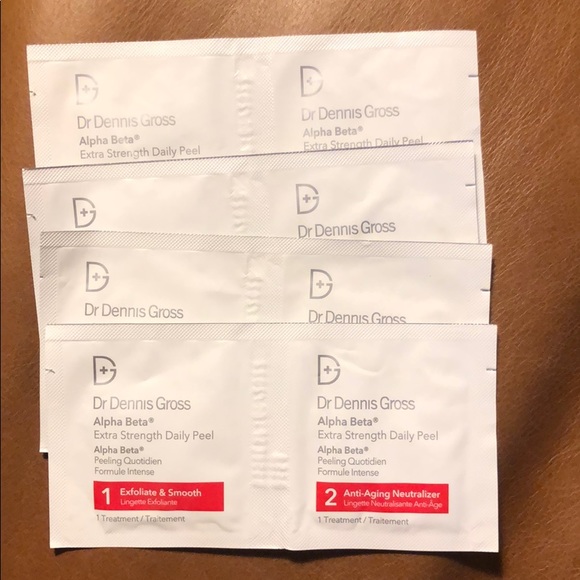 Dr Dennis Gross
Alpha Beta®
Extra Strength Daily Peel
Dr Dennis Gross
Alpha Beta®
Extra Strength Daily Peel
Dr Dennis Gross
Dr Dennis Gross
Dr Dennis Gross
Dr Dennis Gross
Alpha Beta®
Extra Strength Daily Peel
Alpha Beta®
Peeling Quotidien
Formule Intense
1 Exfoliate & Smooth
Lingette Exfoliante
1 Treatment / Traitement
Dr Dennis Gross
Alpha Beta®
Extra Strength Daily Peel
Alpha Beta®
Peeling Quotidien
Formule Intense
2 Anti-Aging Neutralizer
Lingette Neutralisante Anti-Âge
1 Treatment / Traitement